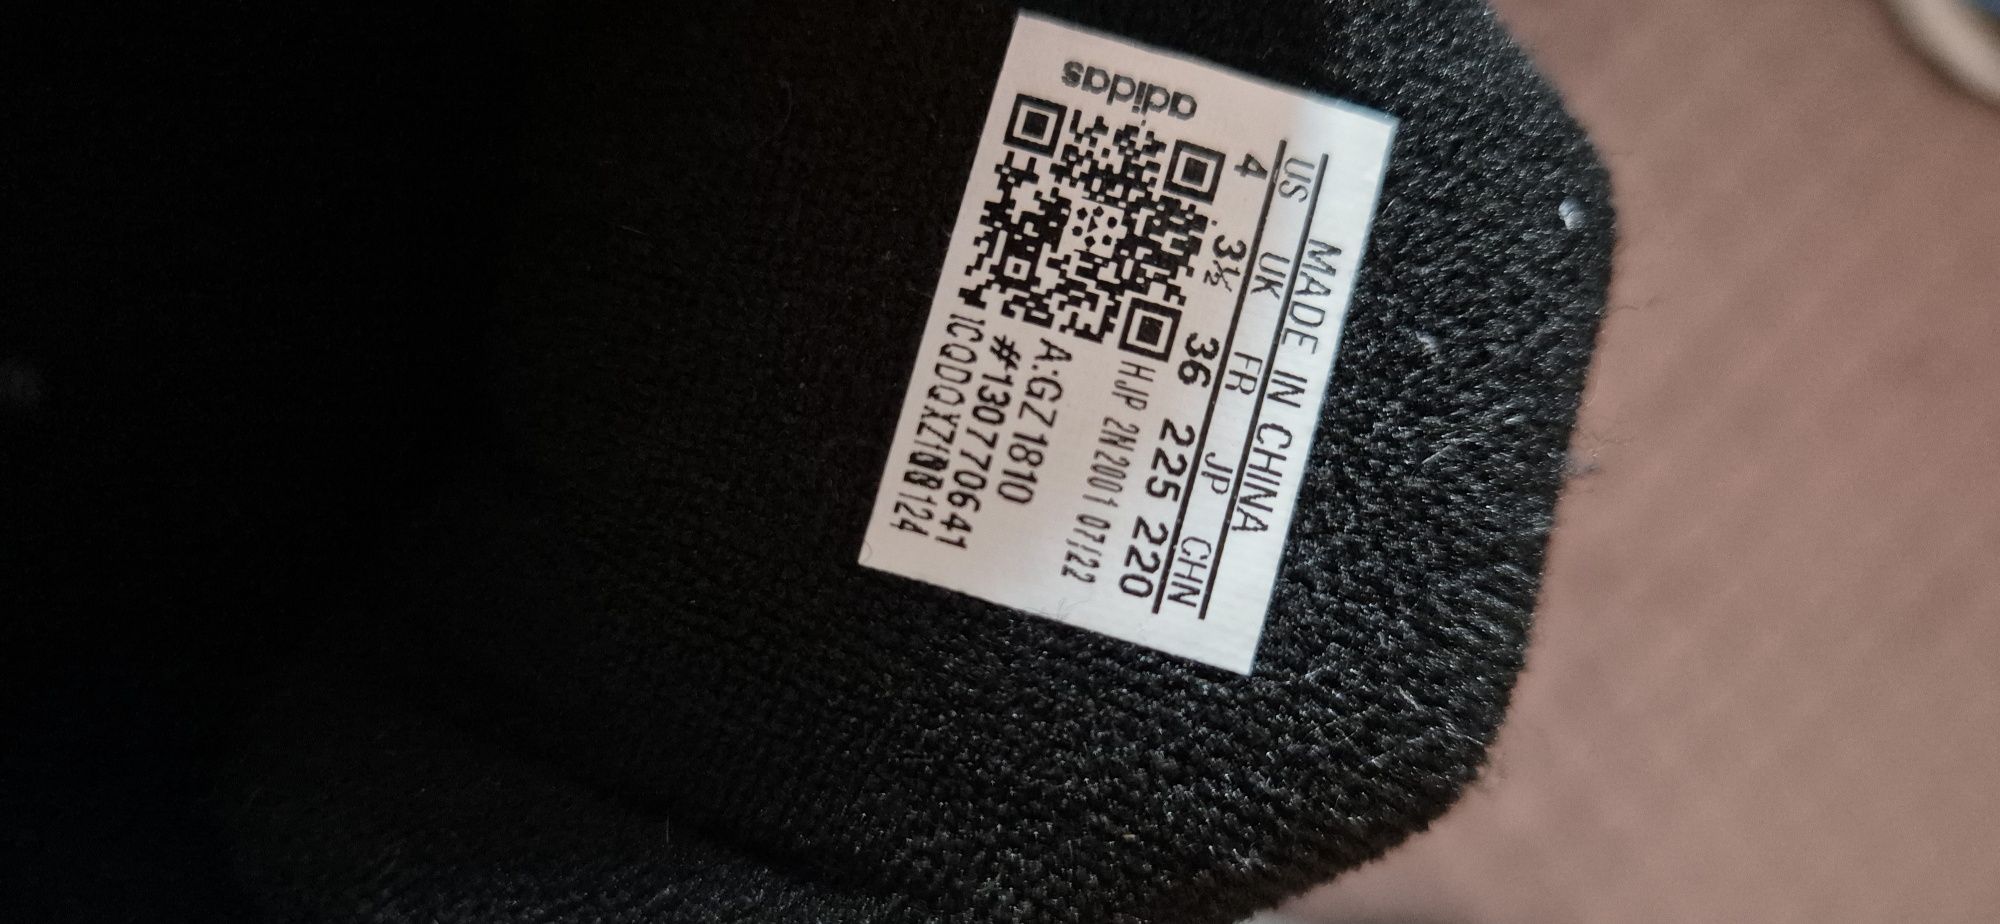 MADE IN CHINA
US UK FR JP CHN
4 3½ 36 225 220
adidas
HJP 2N2001 07/22
A:GZ1810
#130770641